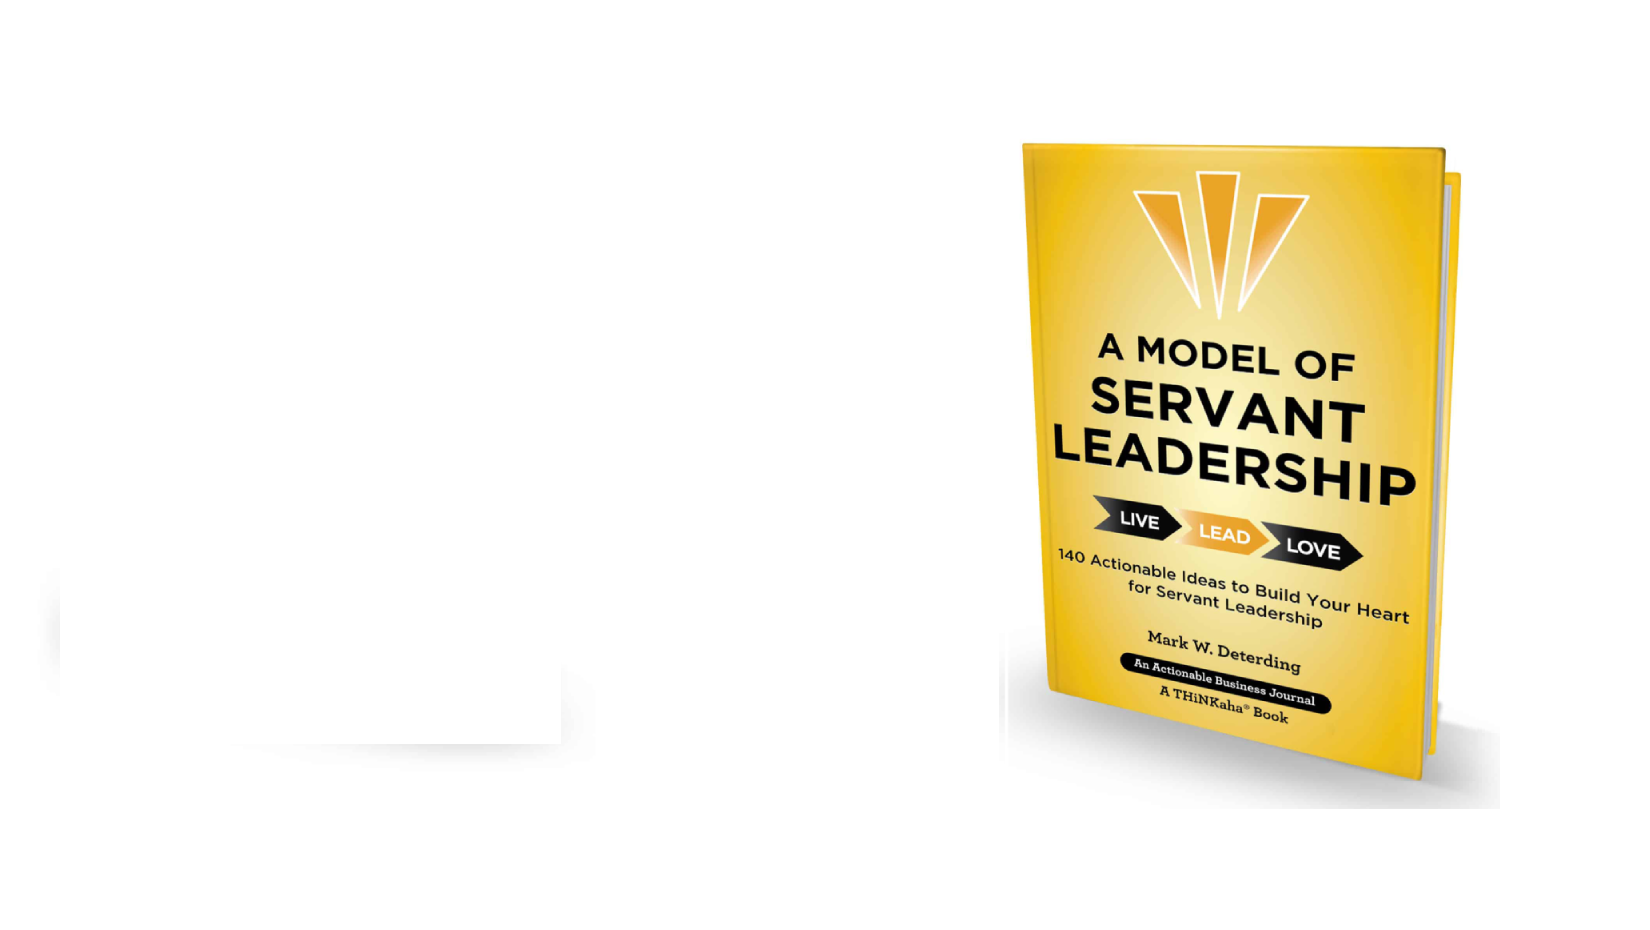 A MODEL OF
SERVANT
LEADERSHIP
LIVE LEAD LOVE
140 Actionable Ideas to Build Your Heart
for Servant Leadership
Mark W. Deterding
An Actionable Business Journal
A THiNKaha® Book